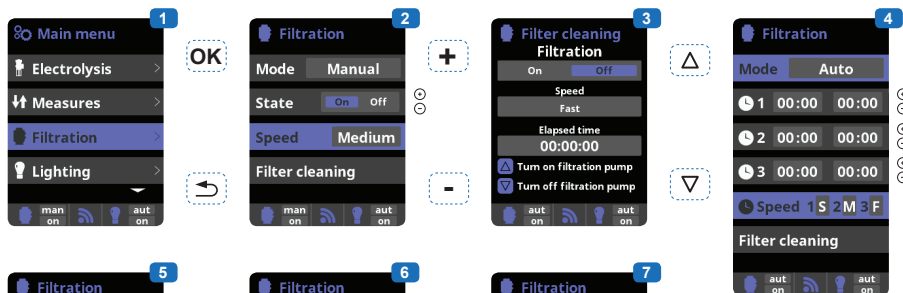 1
Main menu
Electrolysis
Measures
Filtration
Lighting
man on
aut on
OK
2
Filtration
Mode Manual
State On Off
Speed Medium
Filter cleaning
man on
aut on
+
-
3
Filter cleaning
Filtration
On Off
Speed
Fast
Elapsed time
00:00:00
Turn on filtration pump
Turn off filtration pump
aut on
aut on
4
Filtration
Mode Auto
1 00:00 00:00
2 00:00 00:00
3 00:00 00:00
Speed 1 S 2 M 3 F
Filter cleaning
aut on
aut on
5
Filtration
6
Filtration
7
Filtration